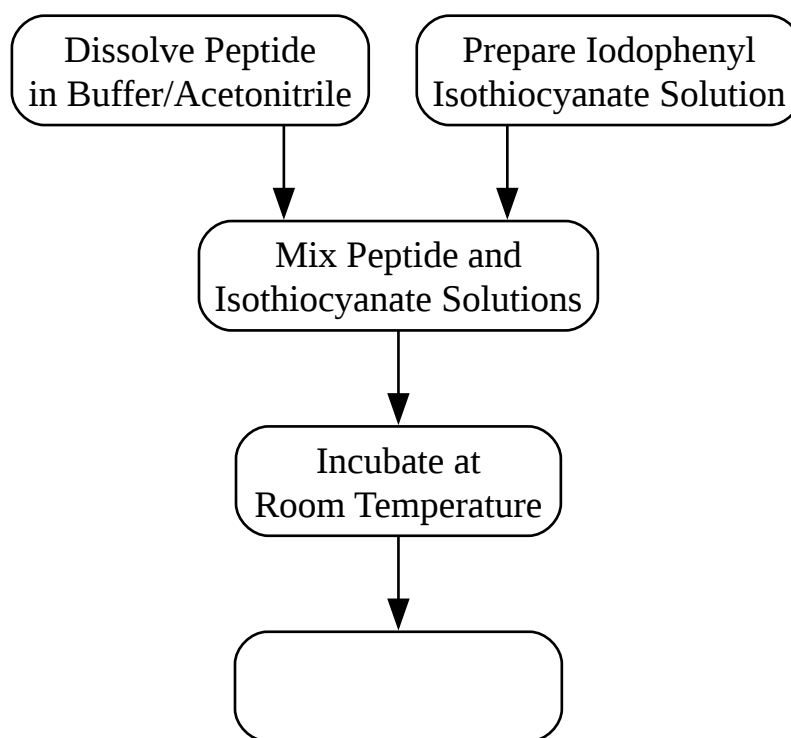 Dissolve Peptide
in Buffer/Acetonitrile
Prepare Iodophenyl
Isothiocyanate Solution
Mix Peptide and
Isothiocyanate Solutions
Incubate at
Room Temperature